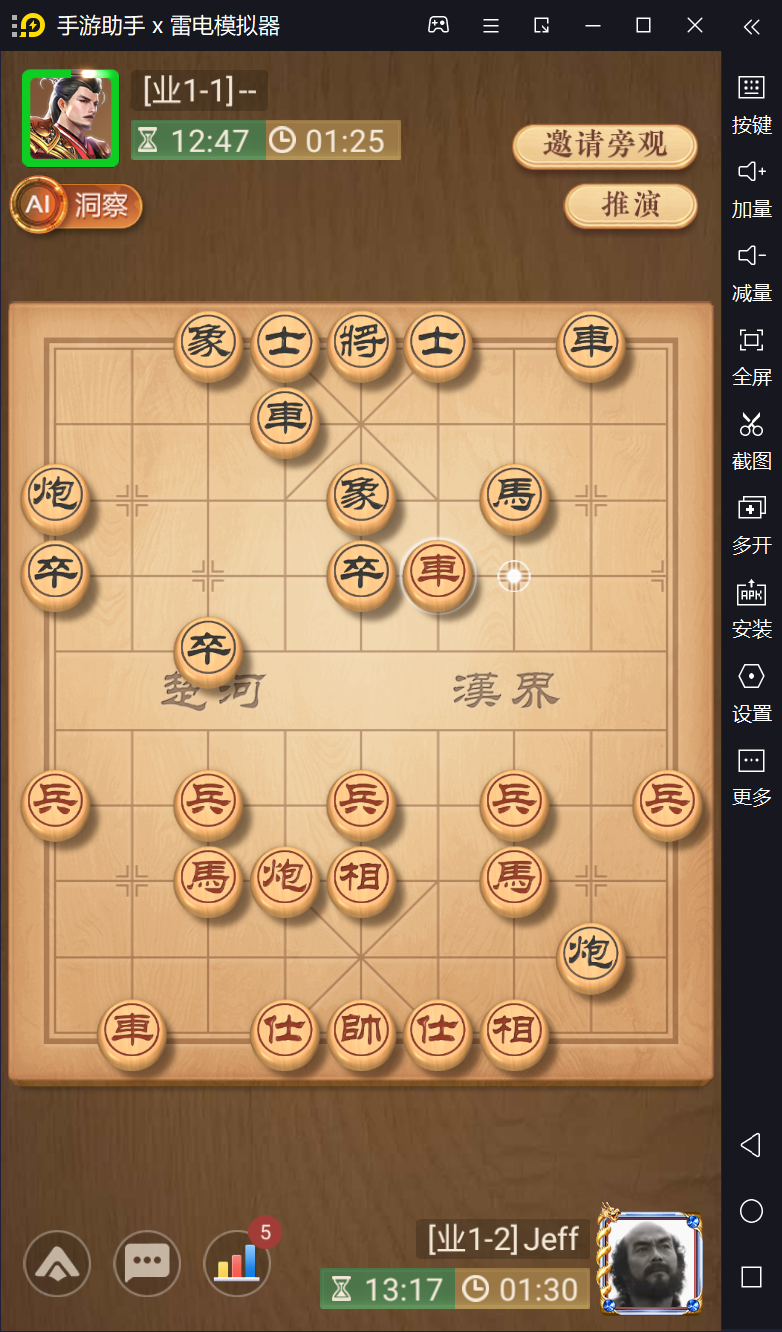 手游助手 x 雷电模拟器
[业1-1]--
12:47 01:25
邀请旁观
AI 洞察
推演
按键
加量
减量
全屏
截图
多开
APK
安装
设置
更多
象 士 将 士 車
車
炮 象 馬
卒 卒 車
卒
楚河 漢界
兵 兵 兵 兵 兵
馬 炮 相 馬
炮
車 仕 帥 仕 相
5
[业1-2]Jeff
13:17 01:30